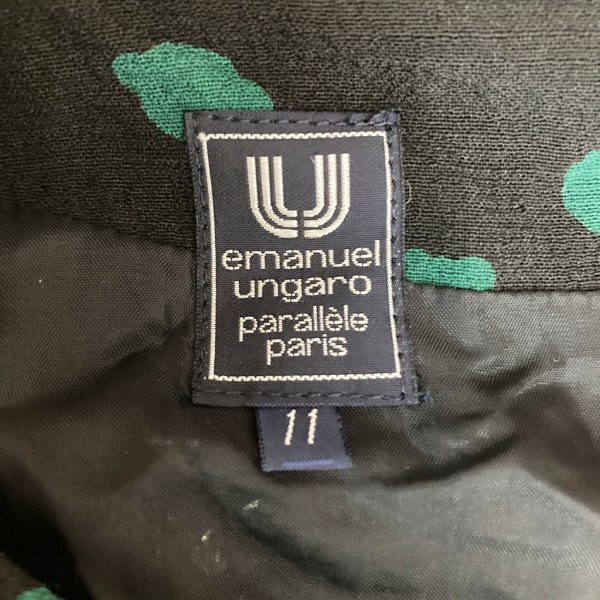 U
emanuel
ungaro
parallèle
paris
11